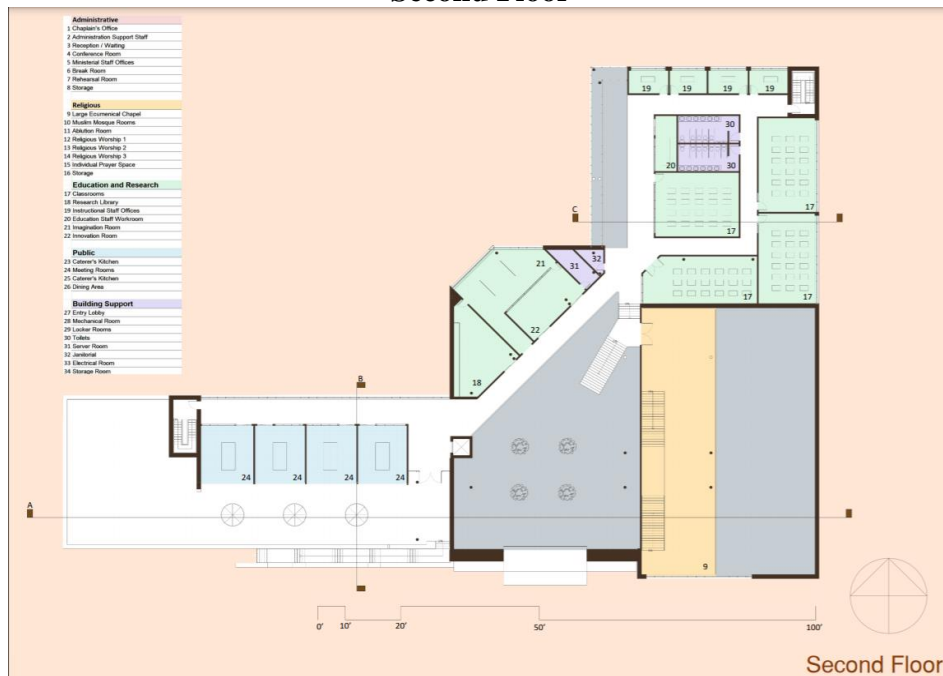 Second Floor
Administrative
1 Chaplain's Office
2 Administration Support Staff
3 Reception / Waiting
4 Conference Room
5 Ministerial Staff Offices
6 Break Room
7 Rehearsal Room
8 Storage
Religious
9 Large Ecumenical Chapel
10 Muslim Mosque Rooms
11 Ablution Room
12 Religious Worship 1
13 Religious Worship 2
14 Religious Worship 3
15 Individual Prayer Space
16 Storage
Education and Research
17 Classrooms
18 Research Library
19 Instructional Staff Offices
20 Education Staff Workroom
21 Imagination Room
22 Innovation Room
Public
23 Caterer's Kitchen
24 Meeting Rooms
25 Caterer's Kitchen
26 Dining Area
Building Support
27 Entry Lobby
28 Mechanical Room
29 Locker Rooms
30 Toilets
31 Server Room
32 Janitorial
33 Electrical Room
34 Storage Room
19 19 19 19
30
20 30
C
17
17
21 31 32
17 17
22
18
B
24 24 24 24
A
9
0' 10' 20' 50' 100'
Second Floor